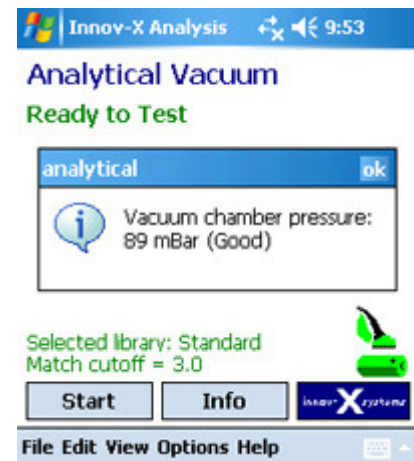 Innov-X Analysis 9:53
Analytical Vacuum
Ready to Test
analytical ok
Vacuum chamber pressure:
89 mBar (Good)
Selected library: Standard
Match cutoff = 3.0
Start Info innov-X systems
File Edit View Options Help